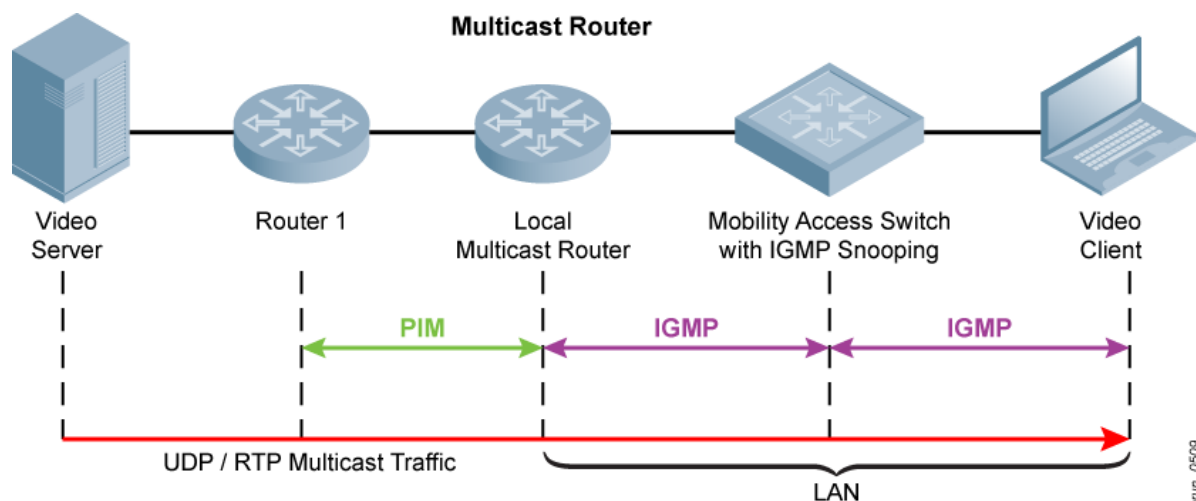 Multicast Router
Video
Server
Router 1
Local
Multicast Router
Mobility Access Switch
with IGMP Snooping
Video
Client
PIM
IGMP
IGMP
UDP / RTP Multicast Traffic
LAN